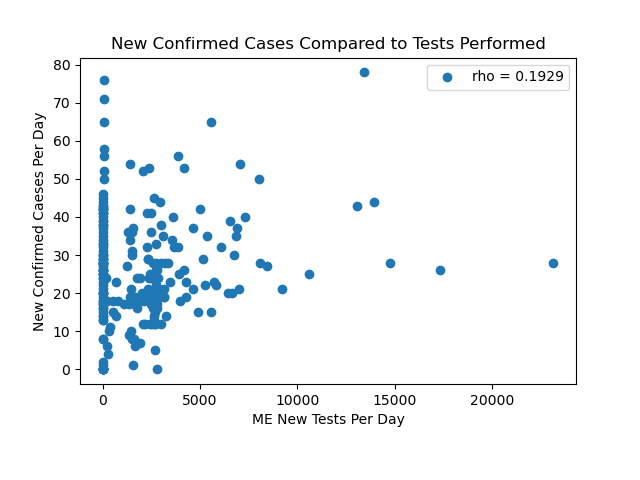 New Confirmed Cases Compared to Tests Performed
rho = 0.1929
New Confirmed Caeses Per Day
80
70
60
50
40
30
20
10
0
0 5000 10000 15000 20000
ME New Tests Per Day